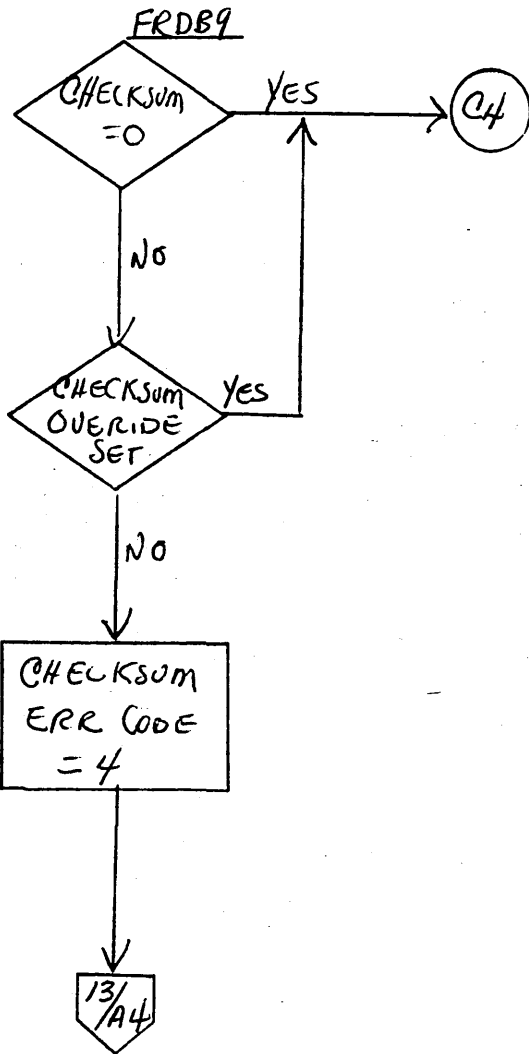 FRDB9
CHECKSUM
=0
YES
C4
NO
CHECKSUM
OVERIDE
SET
YES
NO
CHECKSUM
ERR CODE
= 4
13/A4